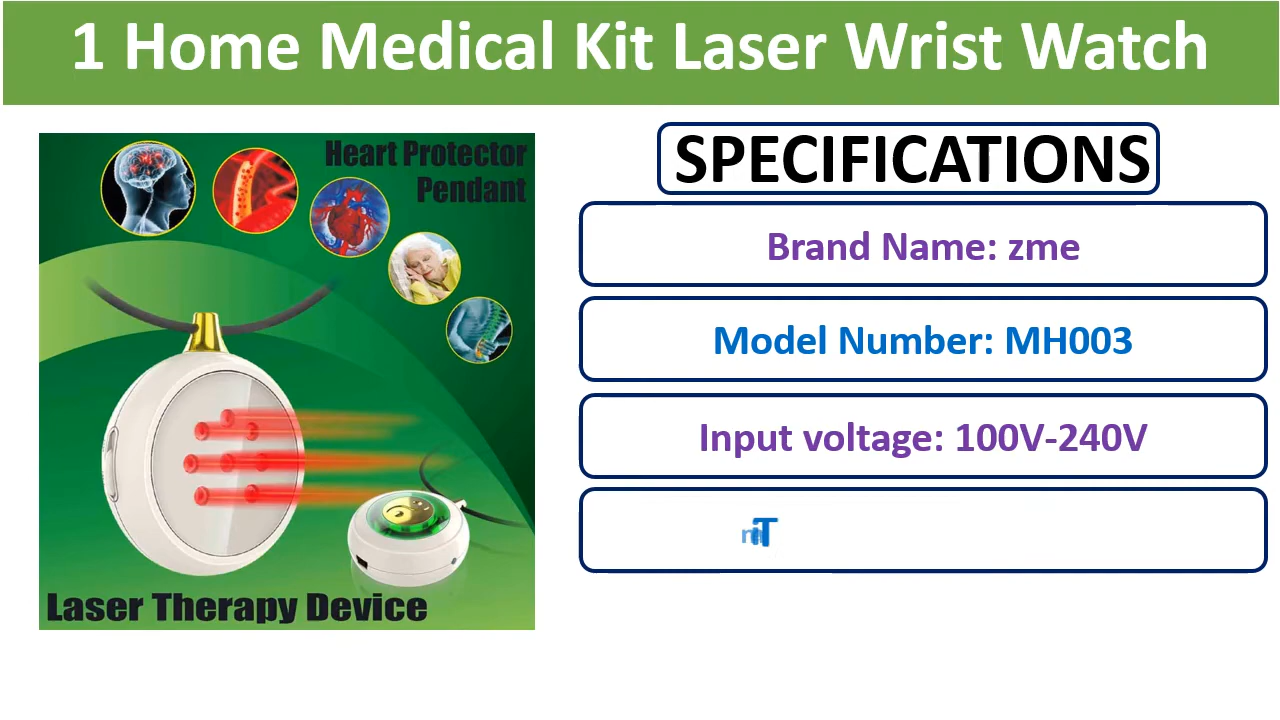 1 Home Medical Kit Laser Wrist Watch
Heart Protector
Pendant
Laser Therapy Device
SPECIFICATIONS
Brand Name: zme
Model Number: MH003
Input voltage: 100V-240V